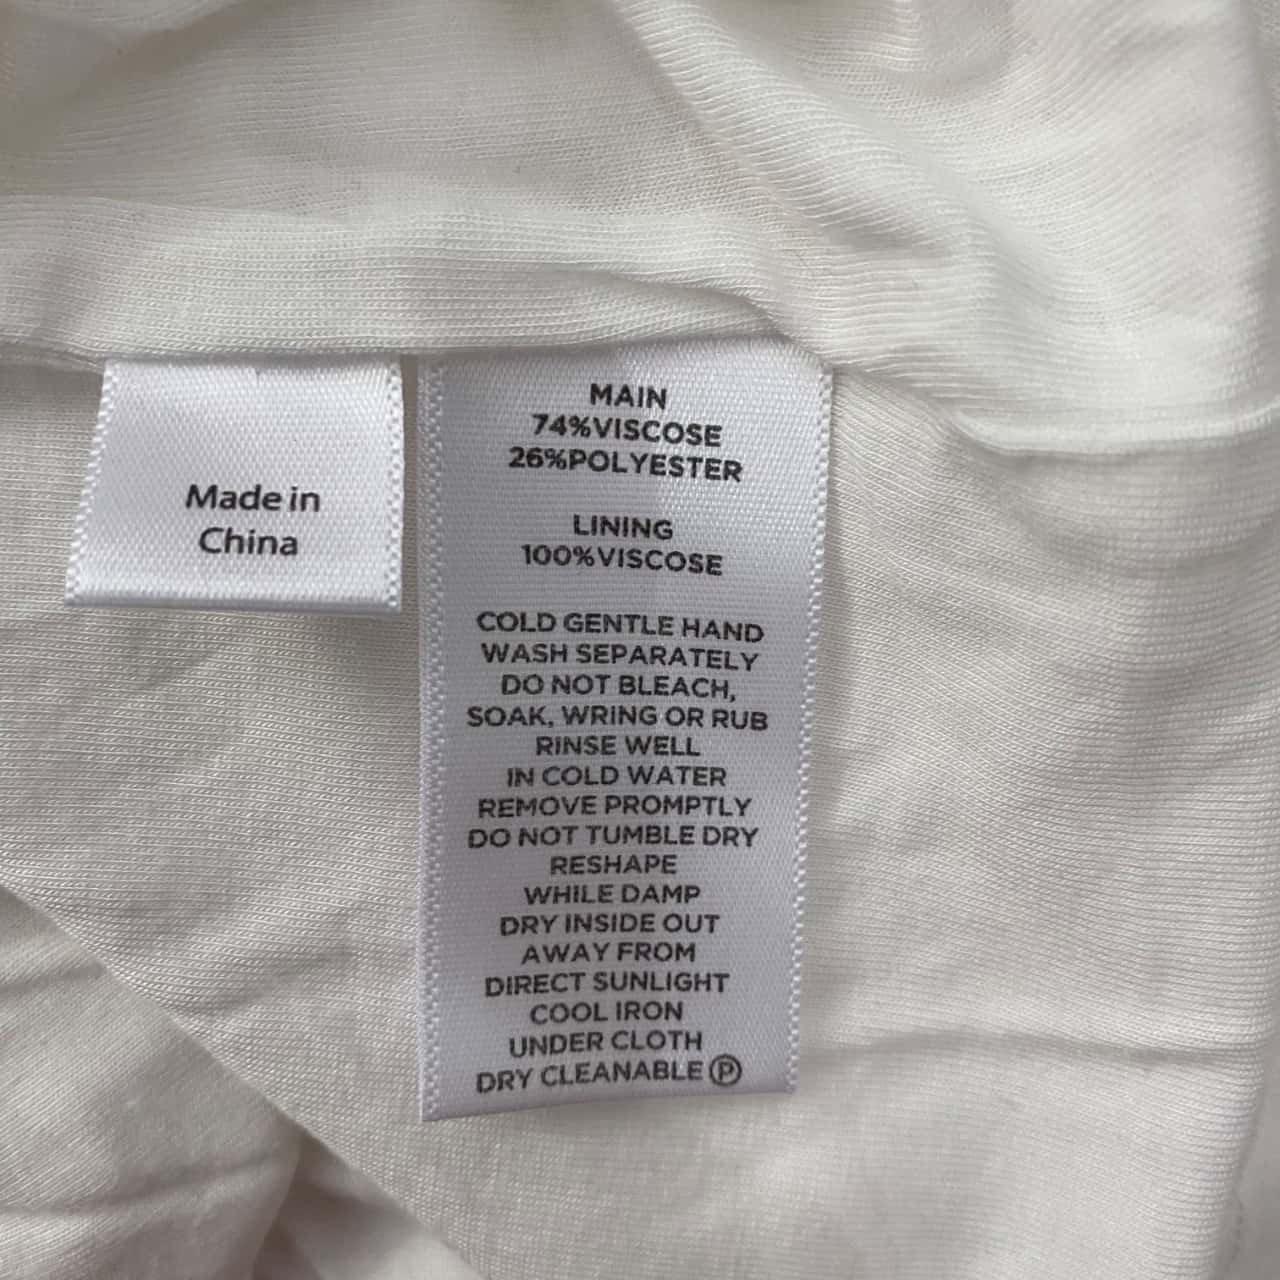 Made in
China
MAIN
74%VISCOSE
26%POLYESTER
LINING
100%VISCOSE
COLD GENTLE HAND
WASH SEPARATELY
DO NOT BLEACH,
SOAK, WRING OR RUB
RINSE WELL
IN COLD WATER
REMOVE PROMPTLY
DO NOT TUMBLE DRY
RESHAPE
WHILE DAMP
DRY INSIDE OUT
AWAY FROM
DIRECT SUNLIGHT
COOL IRON
UNDER CLOTH
DRY CLEANABLE Ⓟ